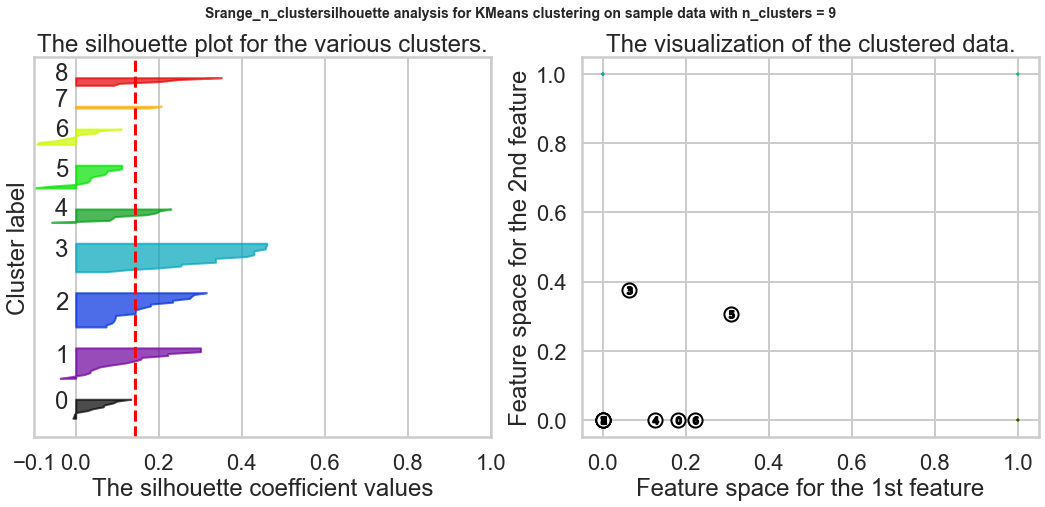 Srange_n_clustersilhouette analysis for KMeans clustering on sample data with n_clusters = 9
The silhouette plot for the various clusters.
Cluster label
8
7
6
5
4
3
2
1
0
-0.1 0.0 0.2 0.4 0.6 0.8 1.0
The silhouette coefficient values
The visualization of the clustered data.
Feature space for the 2nd feature
1.0
0.8
0.6
0.4
0.2
0.0
3
5
4 0 6
0.0 0.2 0.4 0.6 0.8 1.0
Feature space for the 1st feature